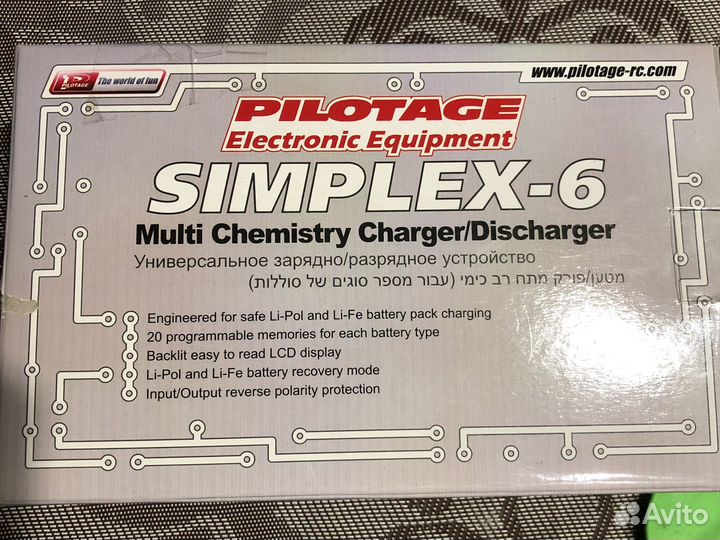 PILOTAGE The world of fun
www.pilotage-rc.com
PILOTAGE
Electronic Equipment
SIMPLEX-6
Multi Chemistry Charger/Discharger
Универсальное зарядно/разрядное устройство
מטען/פורק מתח רב כימי (עבור מספר סוגים של סוללות)
Engineered for safe Li-Pol and Li-Fe battery pack charging
20 programmable memories for each battery type
Backlit easy to read LCD display
Li-Pol and Li-Fe battery recovery mode
Input/Output reverse polarity protection
Avito